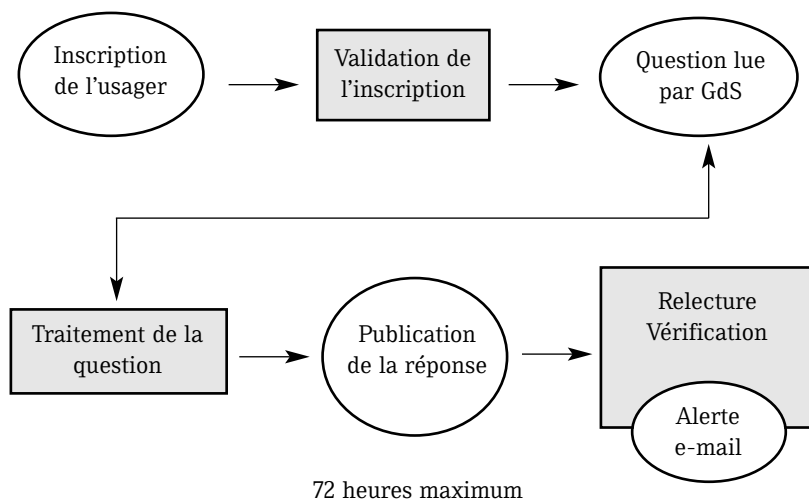 Inscription
de l'usager
Validation de
l'inscription
Question lue
par GdS
Traitement de la
question
Publication
de la réponse
Relecture
Vérification
Alerte
e-mail
72 heures maximum